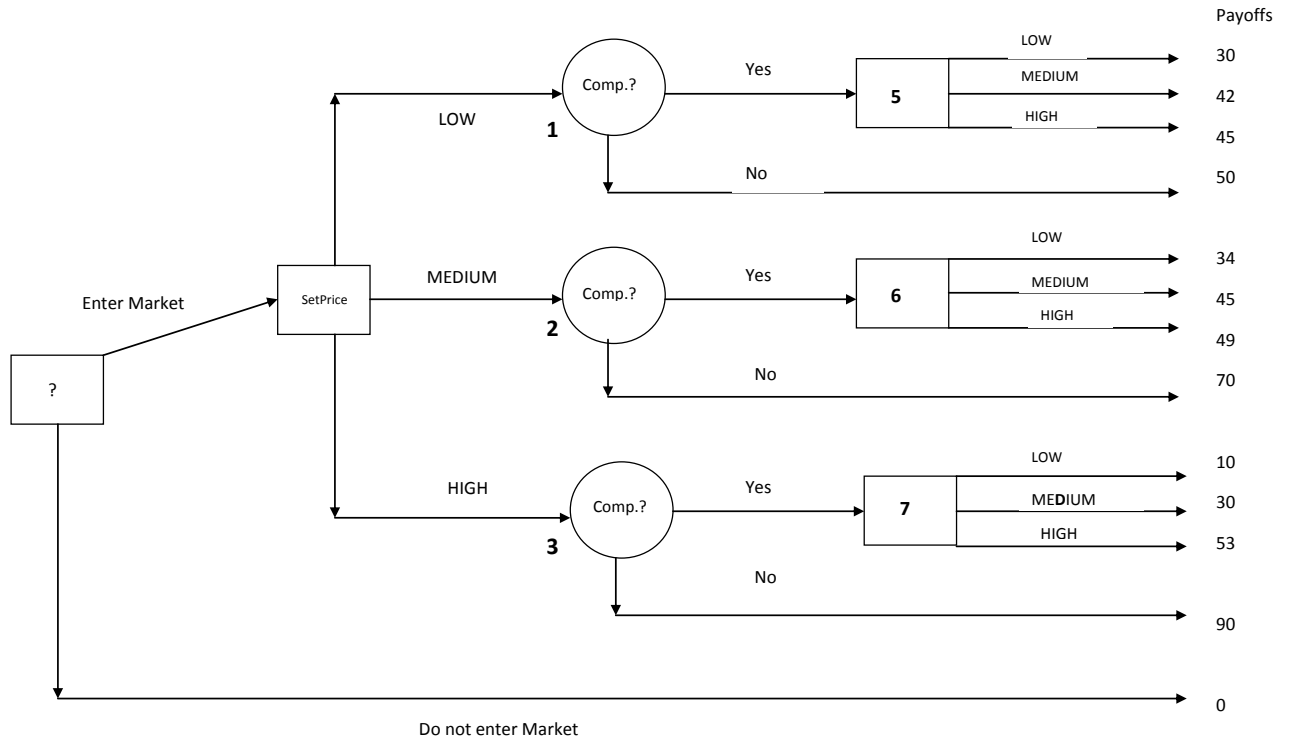 Payoffs
LOW
30
Comp.?
Yes
MEDIUM
5
42
LOW
HIGH
1
45
No
50
LOW
34
MEDIUM
Yes
MEDIUM
45
Enter Market
SetPrice
Comp.?
6
HIGH
2
49
No
70
?
LOW
10
HIGH
Yes
MEDIUM
30
Comp.?
7
HIGH
3
53
No
90
0
Do not enter Market